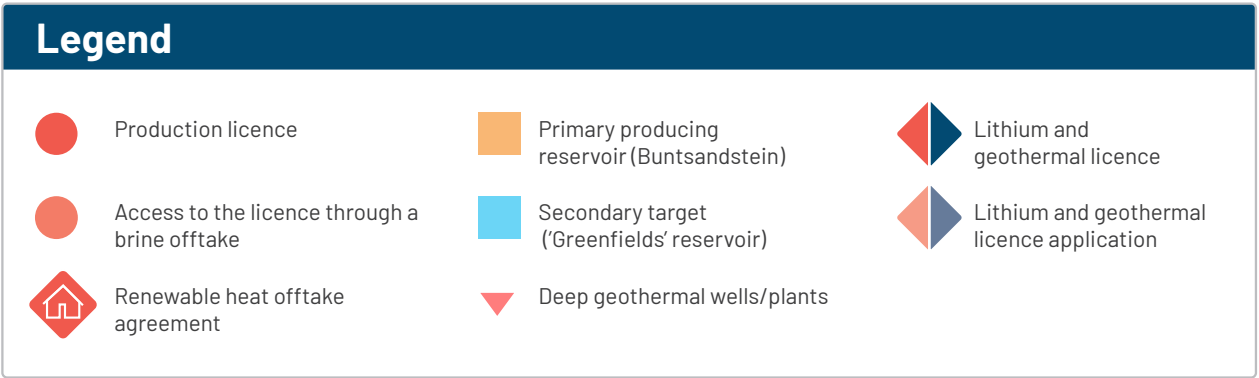 Legend
Production licence
Access to the licence through a
brine offtake
Renewable heat offtake
agreement
Primary producing
reservoir (Buntsandstein)
Secondary target
('Greenfields' reservoir)
Deep geothermal wells/plants
Lithium and
geothermal licence
Lithium and geothermal
licence application